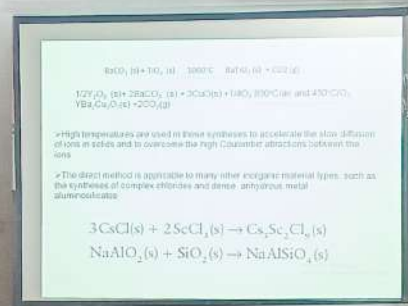 BaCO₃ (s) + TiO₂ (s) 1000°C BaTiO₃ (s) + CO2 (g)
1/2Y₂O₃ (s)+ 2BaCO₃ (s) + 3CuO(s) + and 450°C/O₂
YBa₂Cu₃O₇(s) +2CO₂(g)
➢High temperatures are used in these syntheses to accelerate the slow diffusion
of ions in solids and to overcome the high Coulombic attractions between the
ions
➢The direct method is applicable to many other inorganic material types, such as
the syntheses of complex chlorides and dense, anhydrous metal
aluminosilicates
3CsCl(s) + 2ScCl₃(s) → Cs₃Sc₂Cl₉(s)
NaAlO₂(s) + SiO₂(s) → NaAlSiO₄(s)